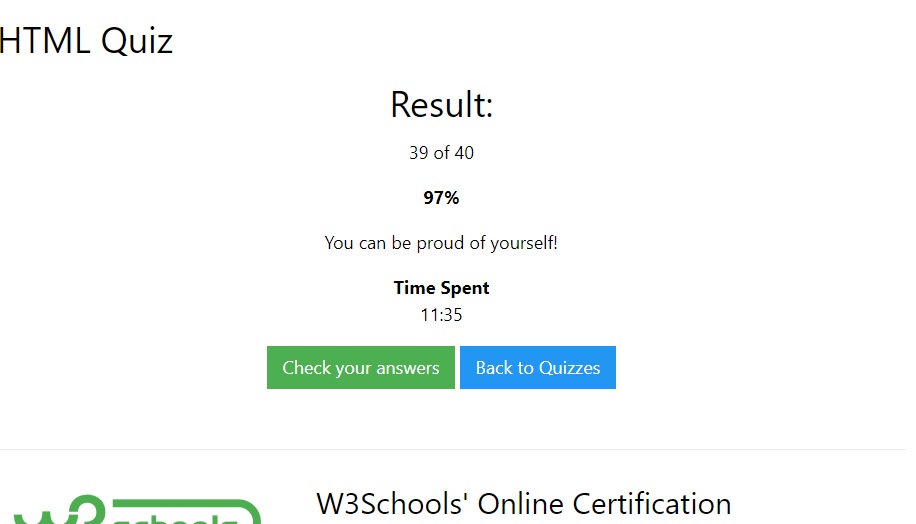 HTML Quiz
Result:
39 of 40
97%
You can be proud of yourself!
Time Spent
11:35
Check your answers
Back to Quizzes
W3Schools' Online Certification
w3schools